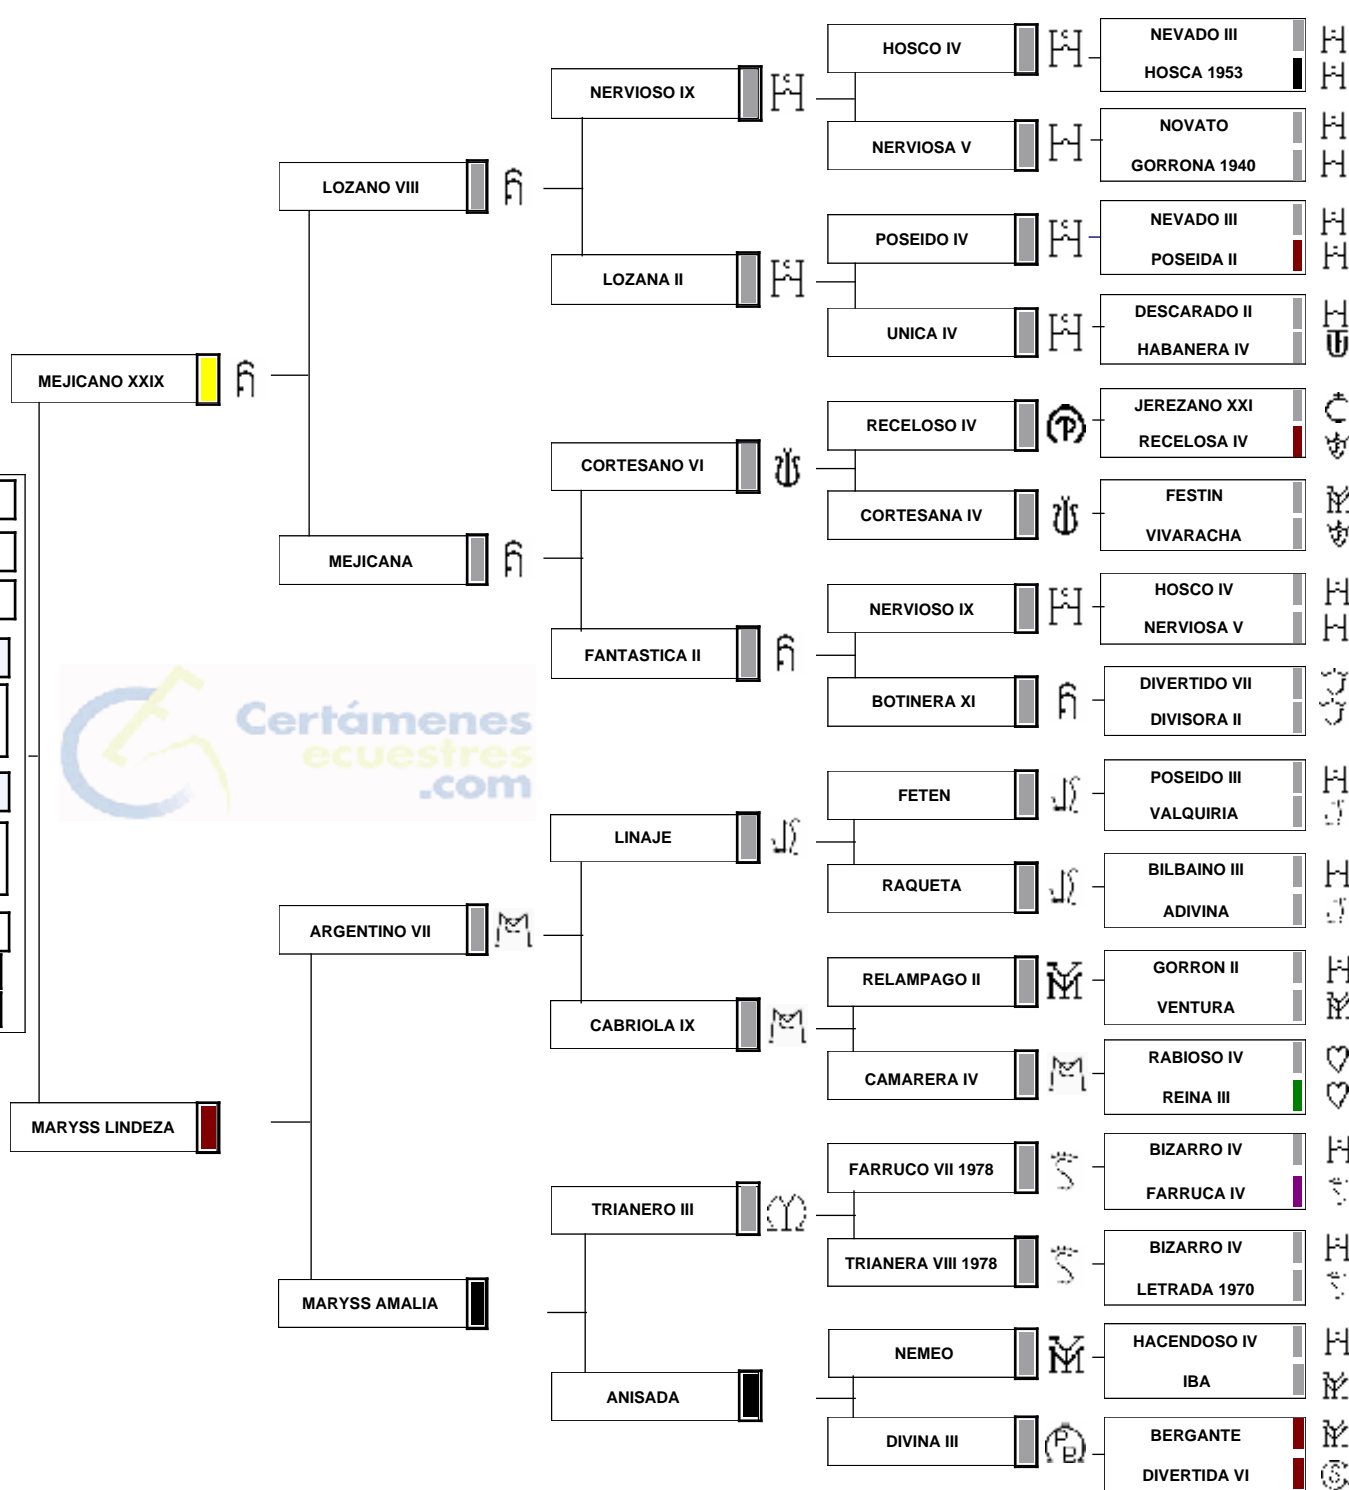 MEJICANO XXIX
MARYSS LINDEZA
LOZANO VIII
MEJICANA
ARGENTINO VII
MARYSS AMALIA
NERVIOSO IX
LOZANA II
CORTESANO VI
FANTASTICA II
LINAJE
CABRIOLA IX
TRIANERO III
ANISADA
HOSCO IV
NERVIOSA V
POSEIDO IV
UNICA IV
RECELOSO IV
CORTESANA IV
NERVIOSO IX
BOTINERA XI
FETEN
RAQUETA
RELAMPAGO II
CAMARERA IV
FARRUCO VII 1978
TRIANERA VIII 1978
NEMEO
DIVINA III
NEVADO III
HOSCA 1953
NOVATO
GORRONA 1940
NEVADO III
POSEIDA II
DESCARADO II
HABANERA IV
JEREZANO XXI
RECELOSA IV
FESTIN
VIVARACHA
HOSCO IV
NERVIOSA V
DIVERTIDO VII
DIVISORA II
POSEIDO III
VALQUIRIA
BILBAINO III
ADIVINA
GORRON II
VENTURA
RABIOSO IV
REINA III
BIZARRO IV
FARRUCA IV
BIZARRO IV
LETRADA 1970
HACENDOSO IV
IBA
BERGANTE
DIVERTIDA VI
Certámenes
ecuestres
.com